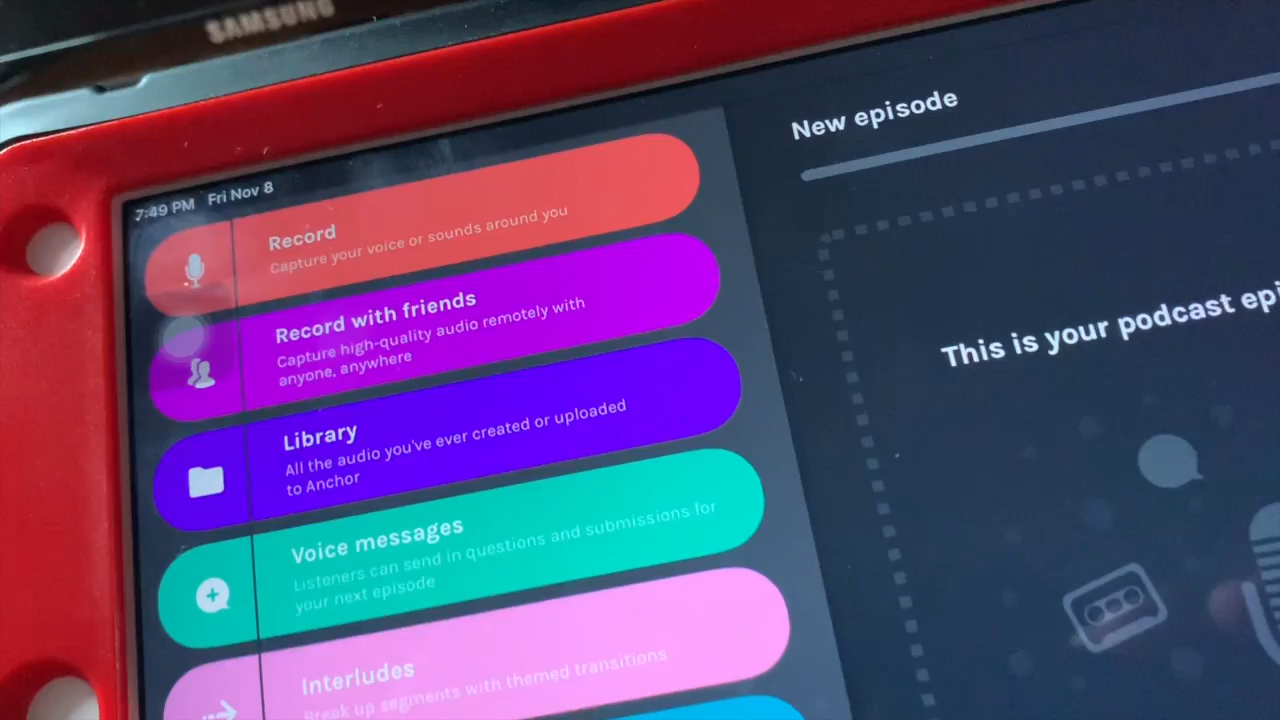 SAMSUNG
7:49 PM Fri Nov 8
Record
Capture your voice or sounds around you
Record with friends
Capture high-quality audio remotely with
anyone, anywhere
Library
All the audio you've ever created or uploaded
to Anchor
Voice messages
Listeners can send in questions and submissions for
your next episode
Interludes
Break up segments with themed transitions
New episode
This is your podcast epi